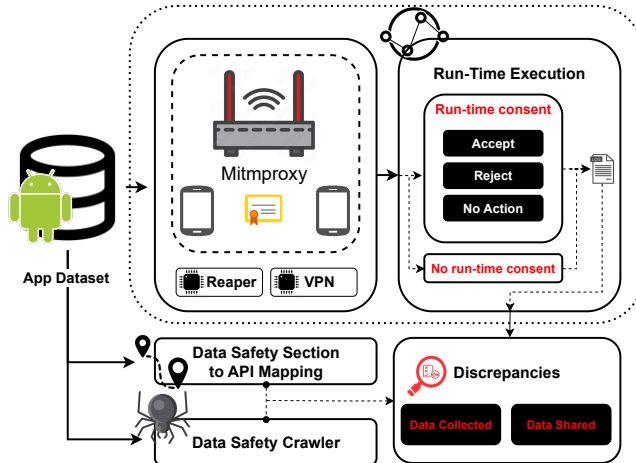 Run-Time Execution
Run-time consent
Accept
Reject
No Action
LOG
No run-time consent
Mitmproxy
Reaper
VPN
App Dataset
Data Safety Section
to API Mapping
Data Safety Crawler
Discrepancies
Data Collected
Data Shared